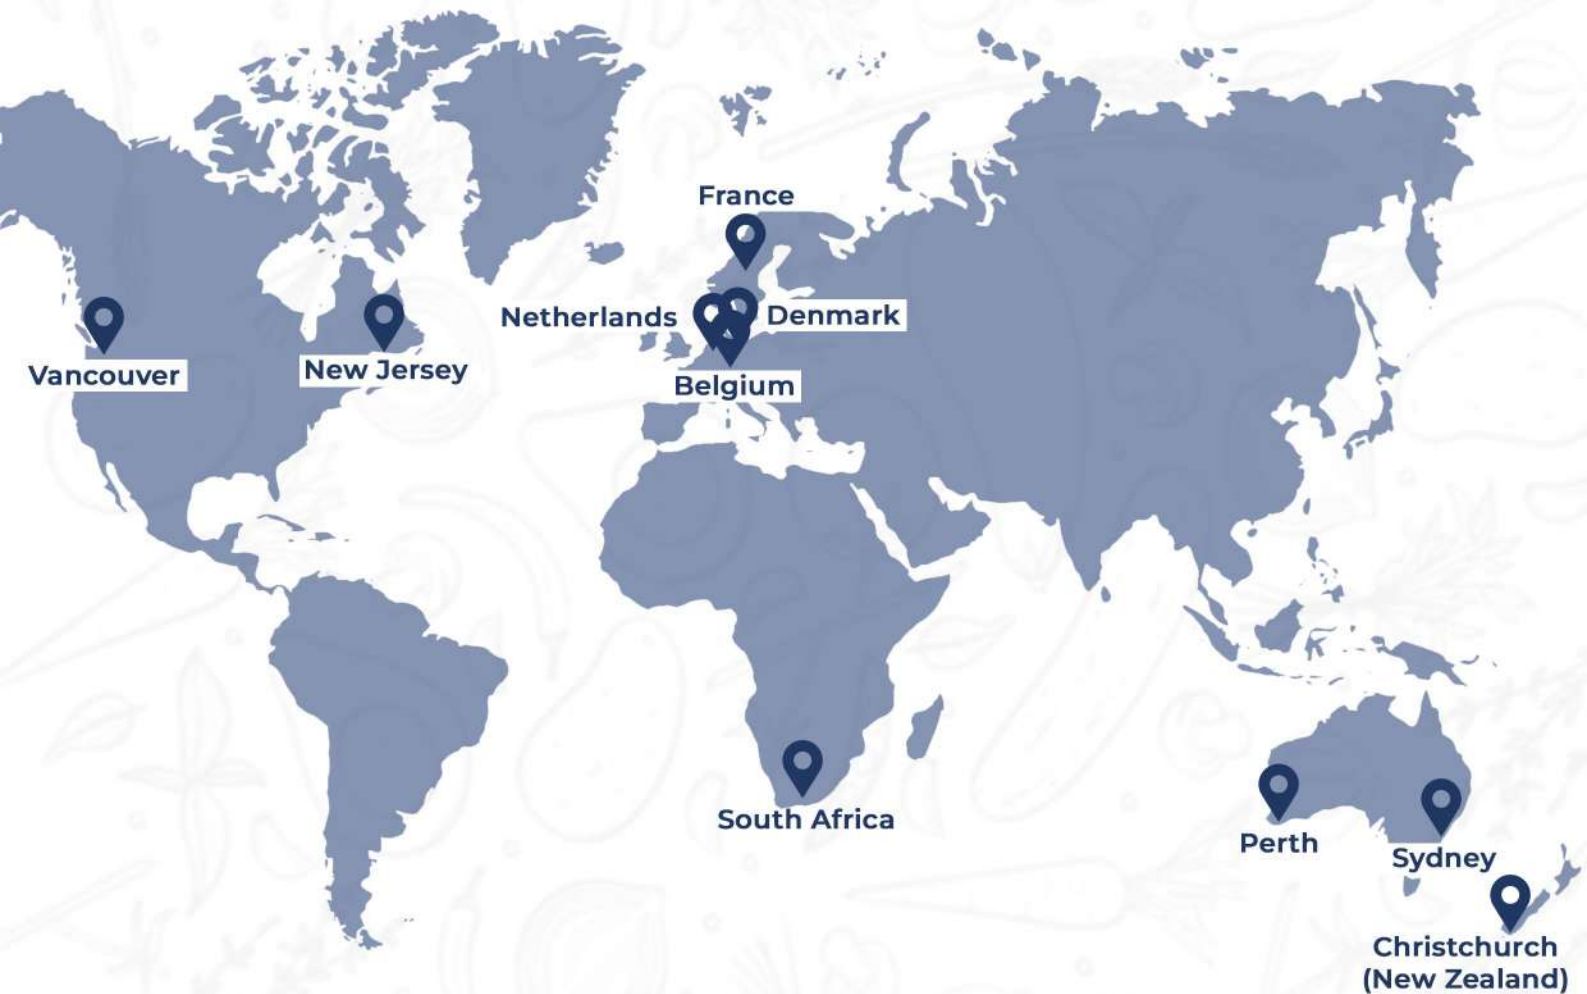 France
Netherlands
Denmark
Vancouver
New Jersey
Belgium
South Africa
Perth
Sydney
Christchurch
(New Zealand)